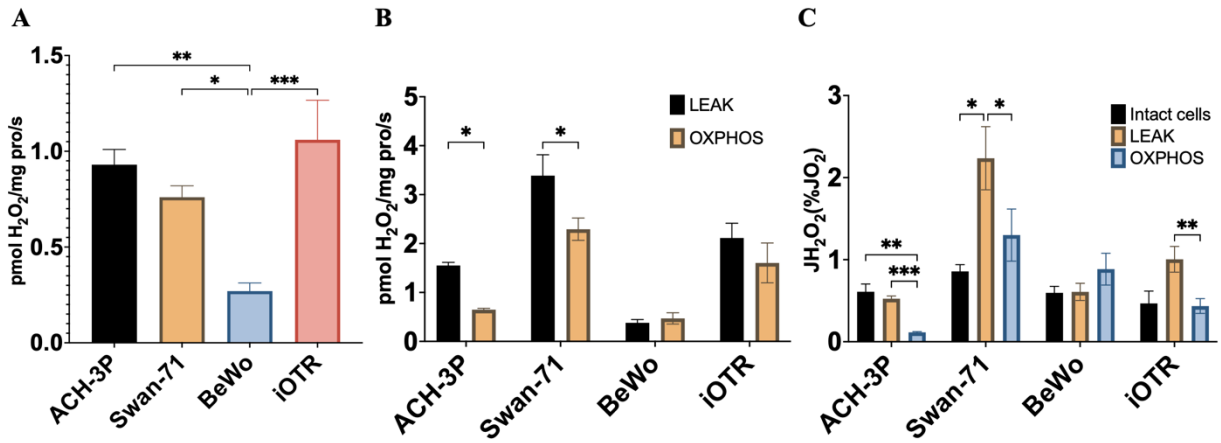 A
pmol H₂O₂/mg pro/s
1.5
1.0
0.5
0.0
**
*
***
ACH-3P
Swan-71
BeWo
iOTR
B
pmol H₂O₂/mg pro/s
5
4
3
2
1
0
LEAK
OXPHOS
*
*
ACH-3P
Swan-71
BeWo
iOTR
C
JH₂O₂(%JO₂)
3
2
1
0
Intact cells
LEAK
OXPHOS
*
*
**
**
***
ACH-3P
Swan-71
BeWo
iOTR